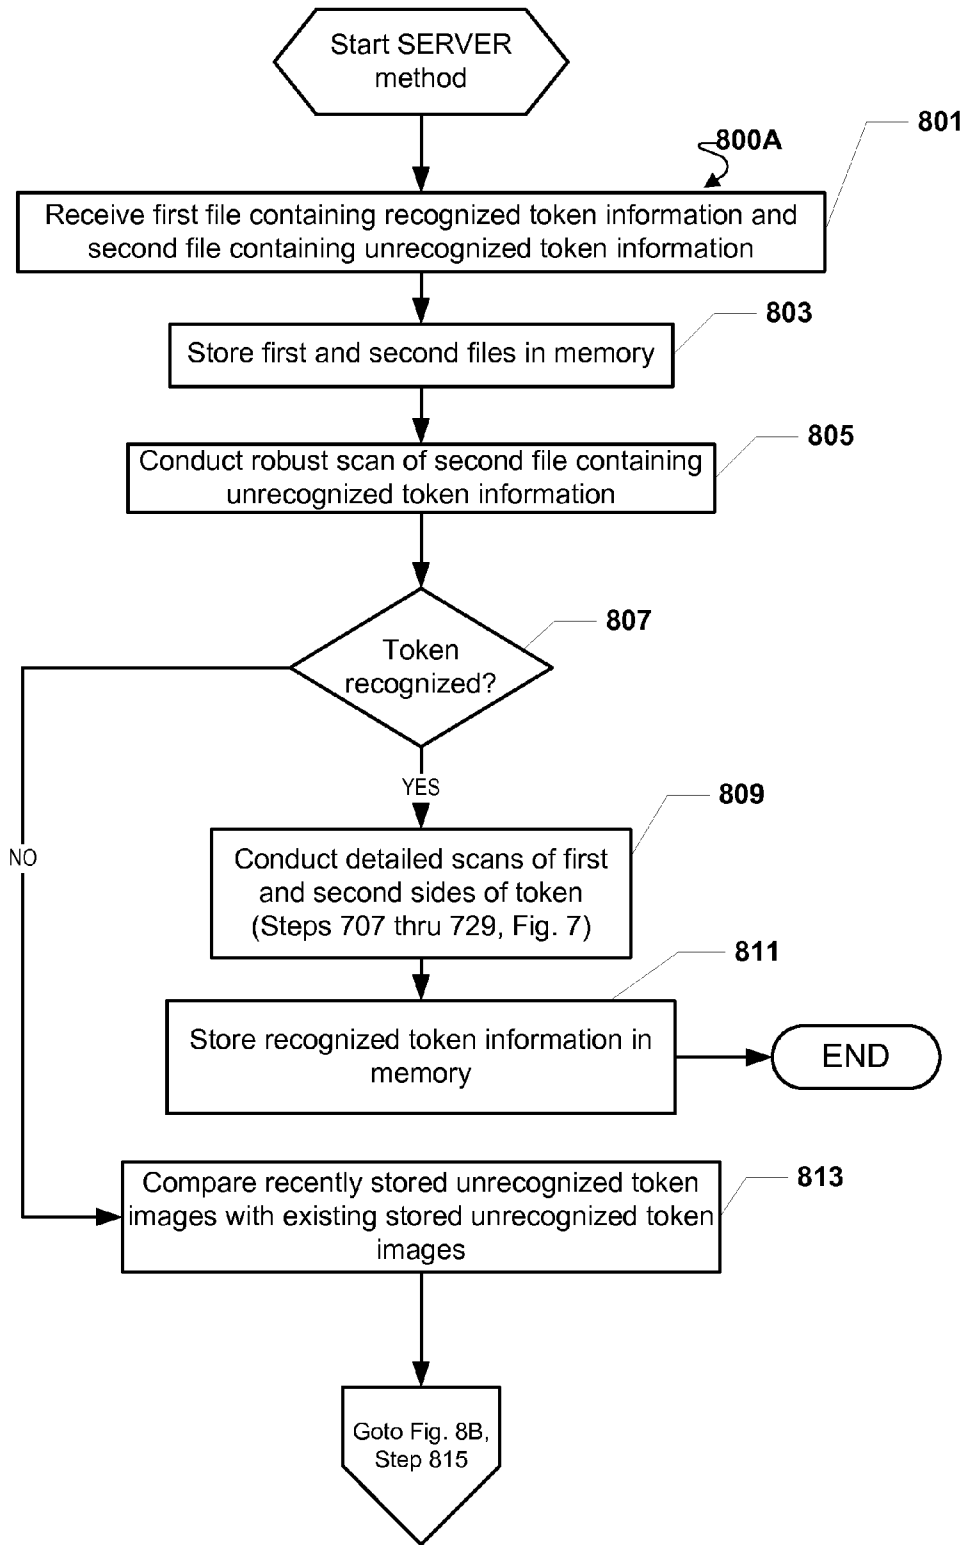 Start SERVER
method
801
800A
Receive first file containing recognized token information and
second file containing unrecognized token information
803
Store first and second files in memory
805
Conduct robust scan of second file containing
unrecognized token information
807
Token
recognized?
YES
809
NO
Conduct detailed scans of first
and second sides of token
(Steps 707 thru 729, Fig. 7)
811
Store recognized token information in
memory
END
813
Compare recently stored unrecognized token
images with existing stored unrecognized token
images
Goto Fig. 8B,
Step 815